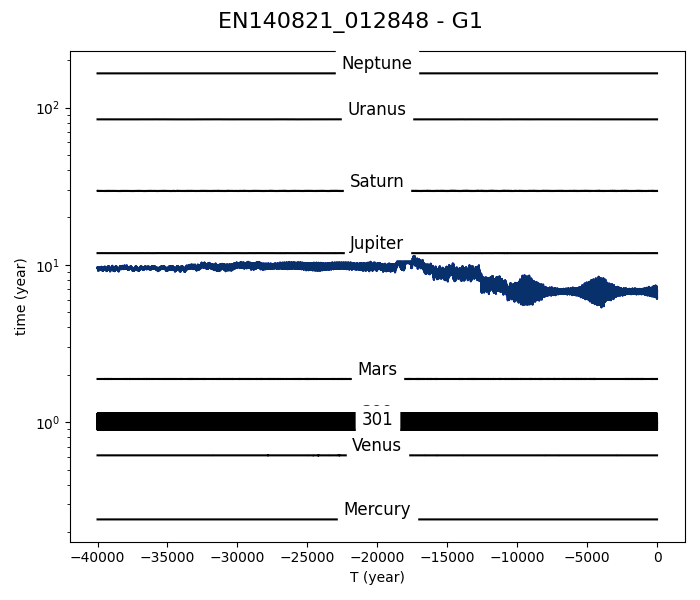 EN140821_012848 - G1
Neptune
10²
Uranus
Saturn
Jupiter
10¹
time (year)
Mars
10⁰
301
Venus
Mercury
−40000 −35000 −30000 −25000 −20000 −15000 −10000 −5000 0
T (year)